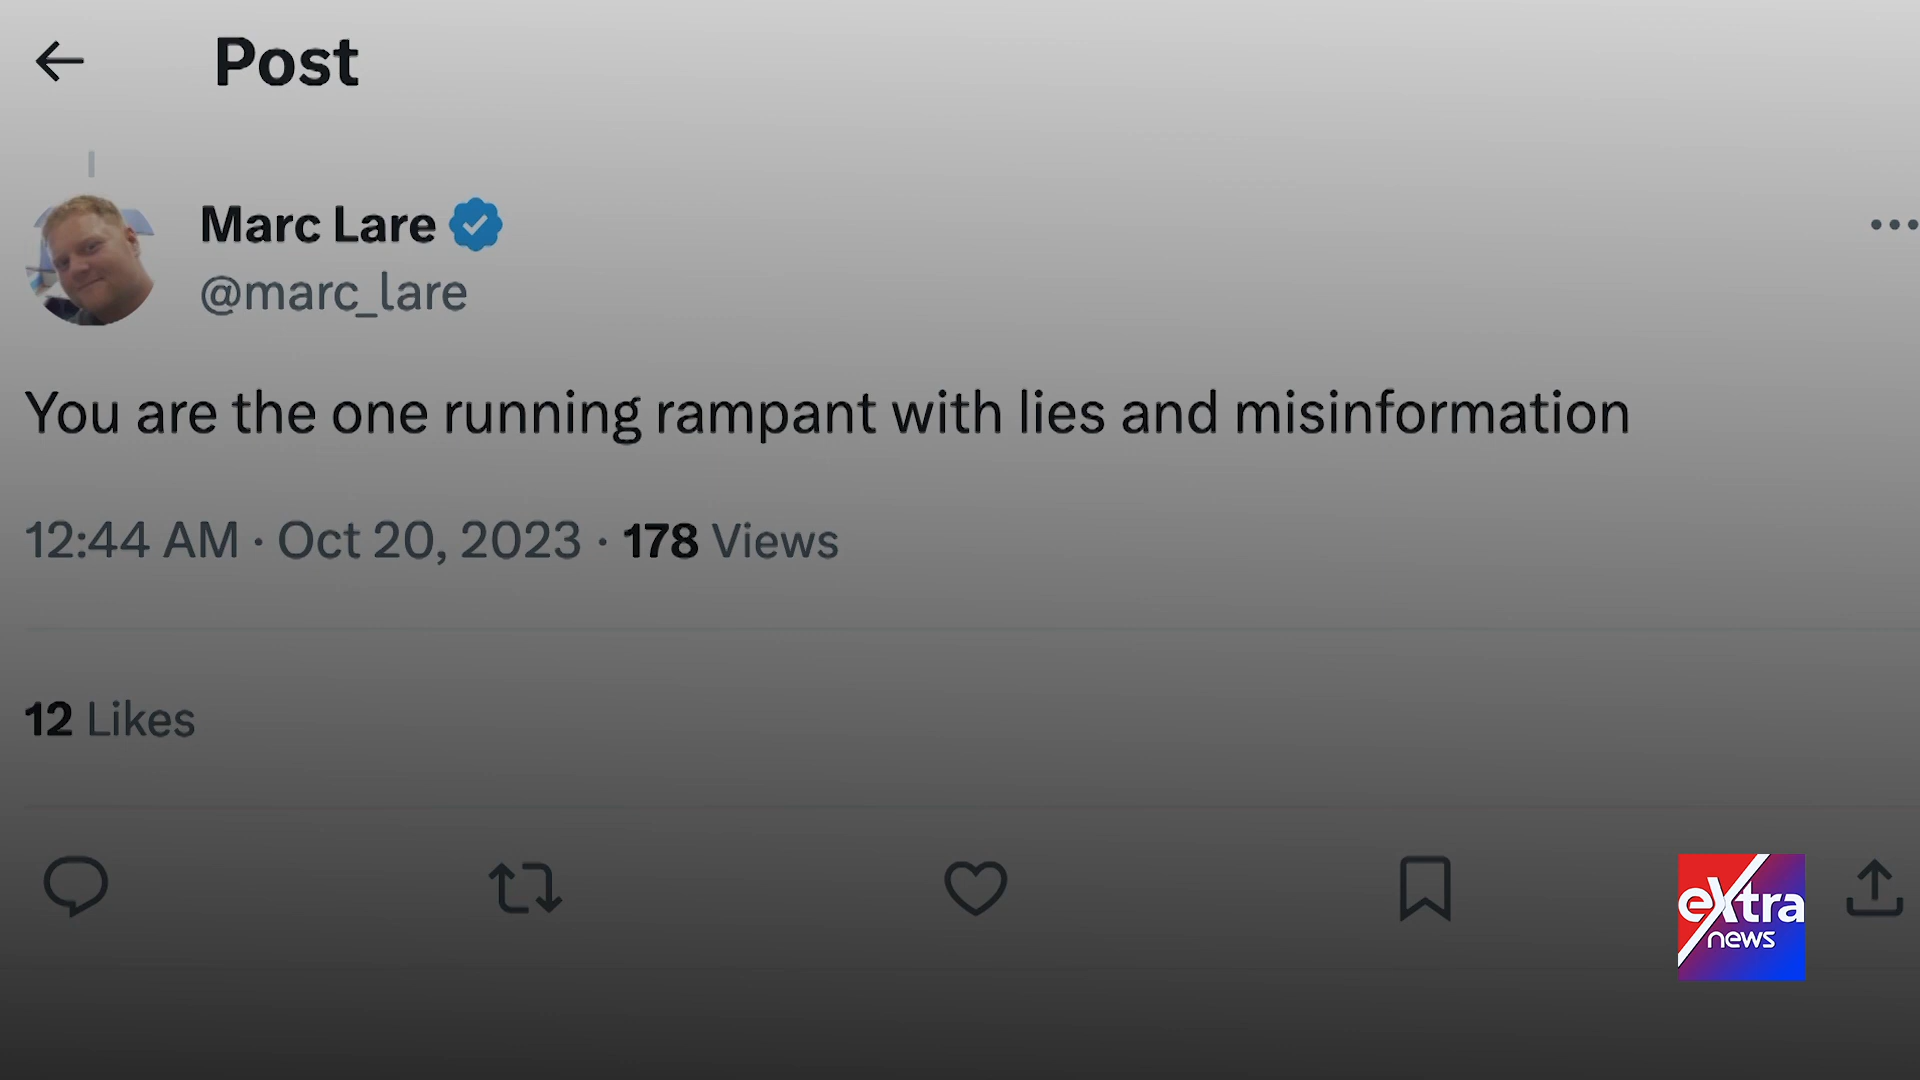 Post
Marc Lare
@marc_lare
You are the one running rampant with lies and misinformation
12:44 AM · Oct 20, 2023 · 178 Views
12 Likes
eXtra
news